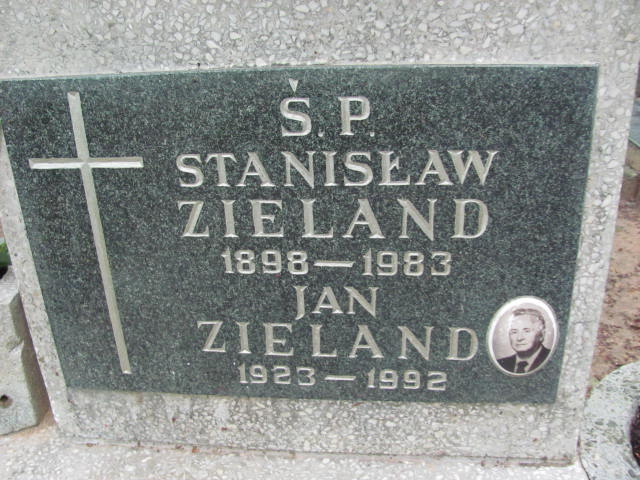 Ś. P.
STANISŁAW
ZIELAND
1898—1983
JAN
ZIELAND
1923—1992